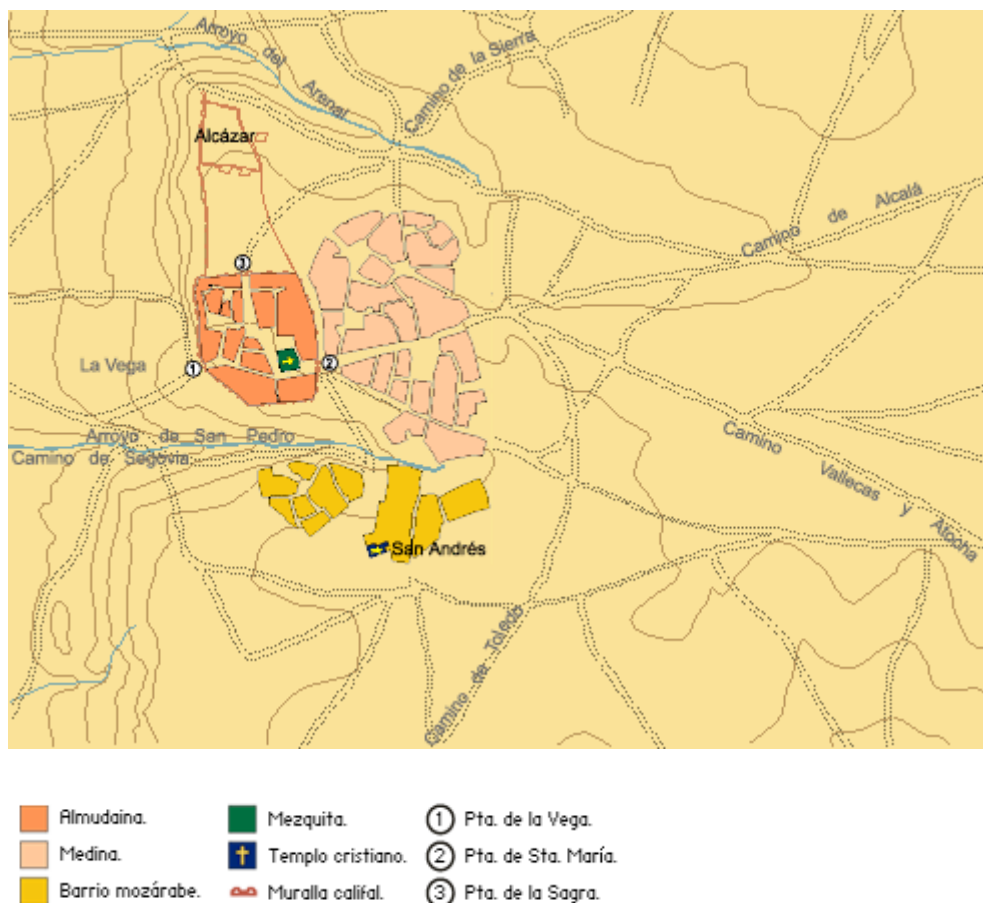 Arroyo del Arenal
Camino de la Sierra
Alcázar
Camino de Alcalá
3
La Vega
1
2
Arroyo de San Pedro
Camino de Segovia
Camino Vallecas y Atocha
San Andrés
Camino de Toledo
Almudaina.
Mezquita.
1 Pta. de la Vega.
Medina.
Templo cristiano.
2 Pta. de Sta. María.
Barrio mozárabe.
Muralla califal.
3 Pta. de la Sagra.